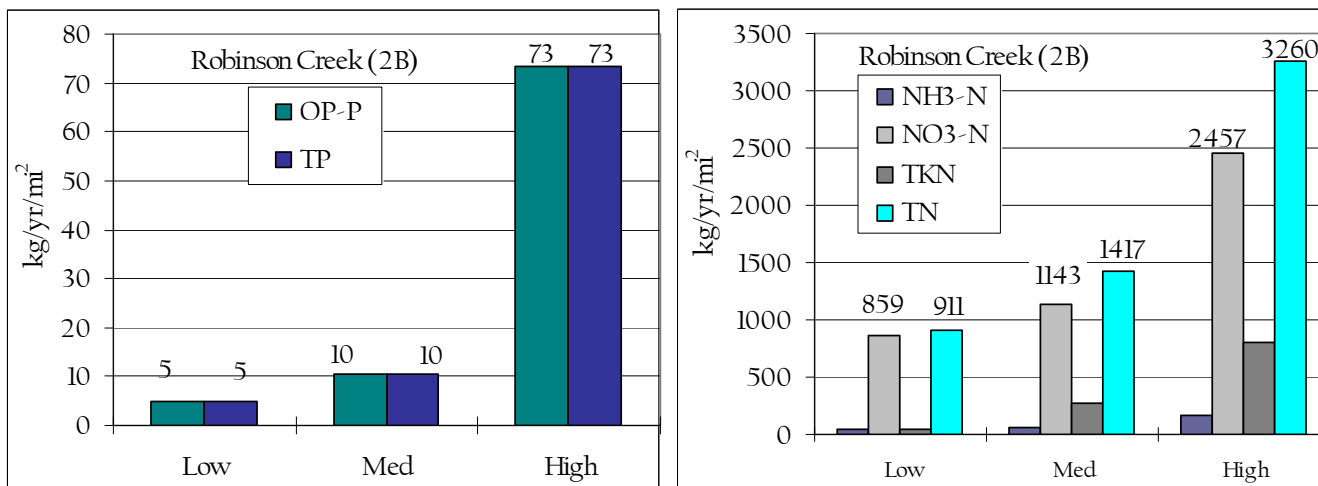 80
70
60
50
40
30
20
10
0
kg/yr/mi²
Robinson Creek (2B)
OP-P
TP
5 5
10 10
73 73
Low Med High
3500
3000
2500
2000
1500
1000
500
0
kg/yr/mi²
Robinson Creek (2B)
NH3-N
NO3-N
TKN
TN
859 911
1143 1417
2457 3260
Low Med High